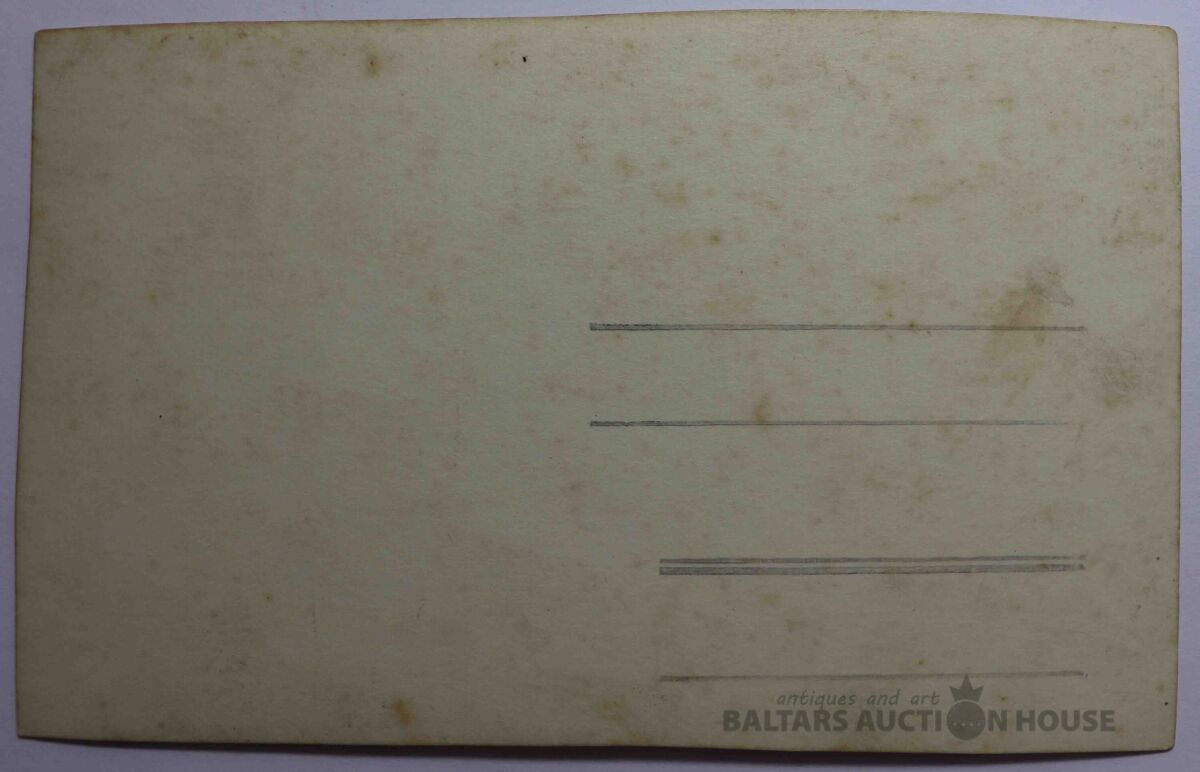 antiques and art
BALTARS AUCTION HOUSE